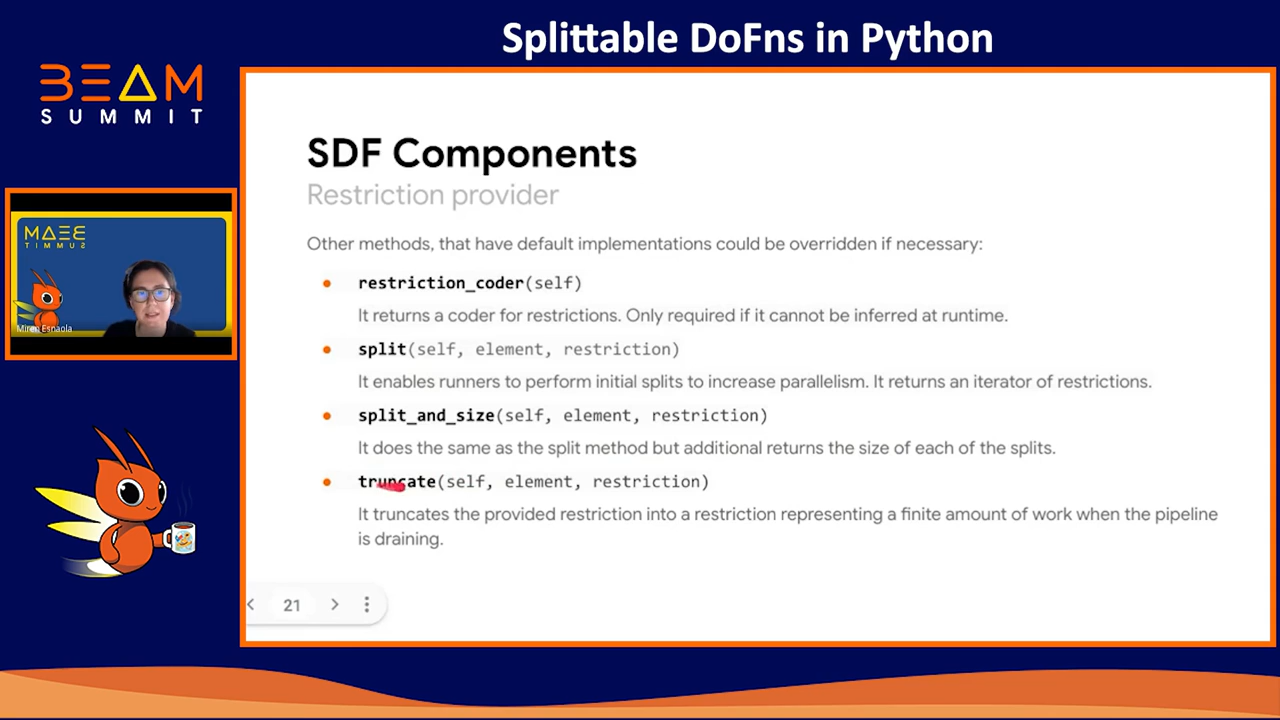 Splittable DoFns in Python
BEAM
SUMMIT
SDF Components
Restriction provider
Other methods, that have default implementations could be overridden if necessary:
restriction_coder(self)
It returns a coder for restrictions. Only required if it cannot be inferred at runtime.
split(self, element, restriction)
It enables runners to perform initial splits to increase parallelism. It returns an iterator of restrictions.
split_and_size(self, element, restriction)
It does the same as the split method but additional returns the size of each of the splits.
truncate(self, element, restriction)
It truncates the provided restriction into a restriction representing a finite amount of work when the pipeline
is draining.
21
BEAM
SUMMIT
Miren Esnaola